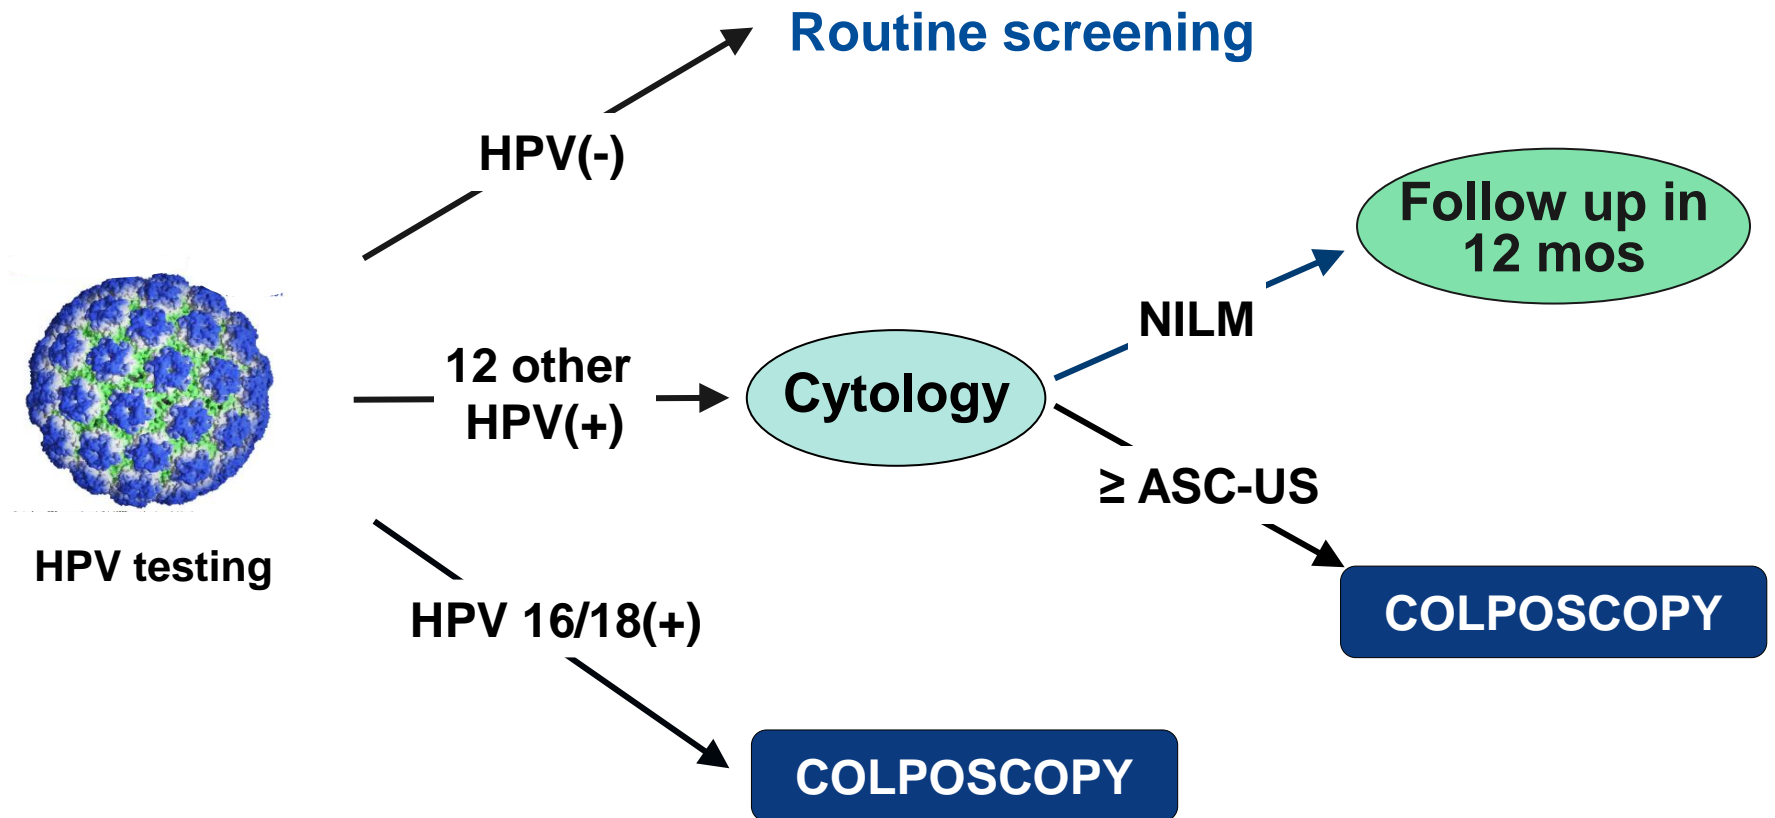 Routine screening
HPV(-)
Follow up in
12 mos
NILM
12 other
HPV(+)
Cytology
≥ ASC-US
HPV testing
HPV 16/18(+)
COLPOSCOPY
COLPOSCOPY